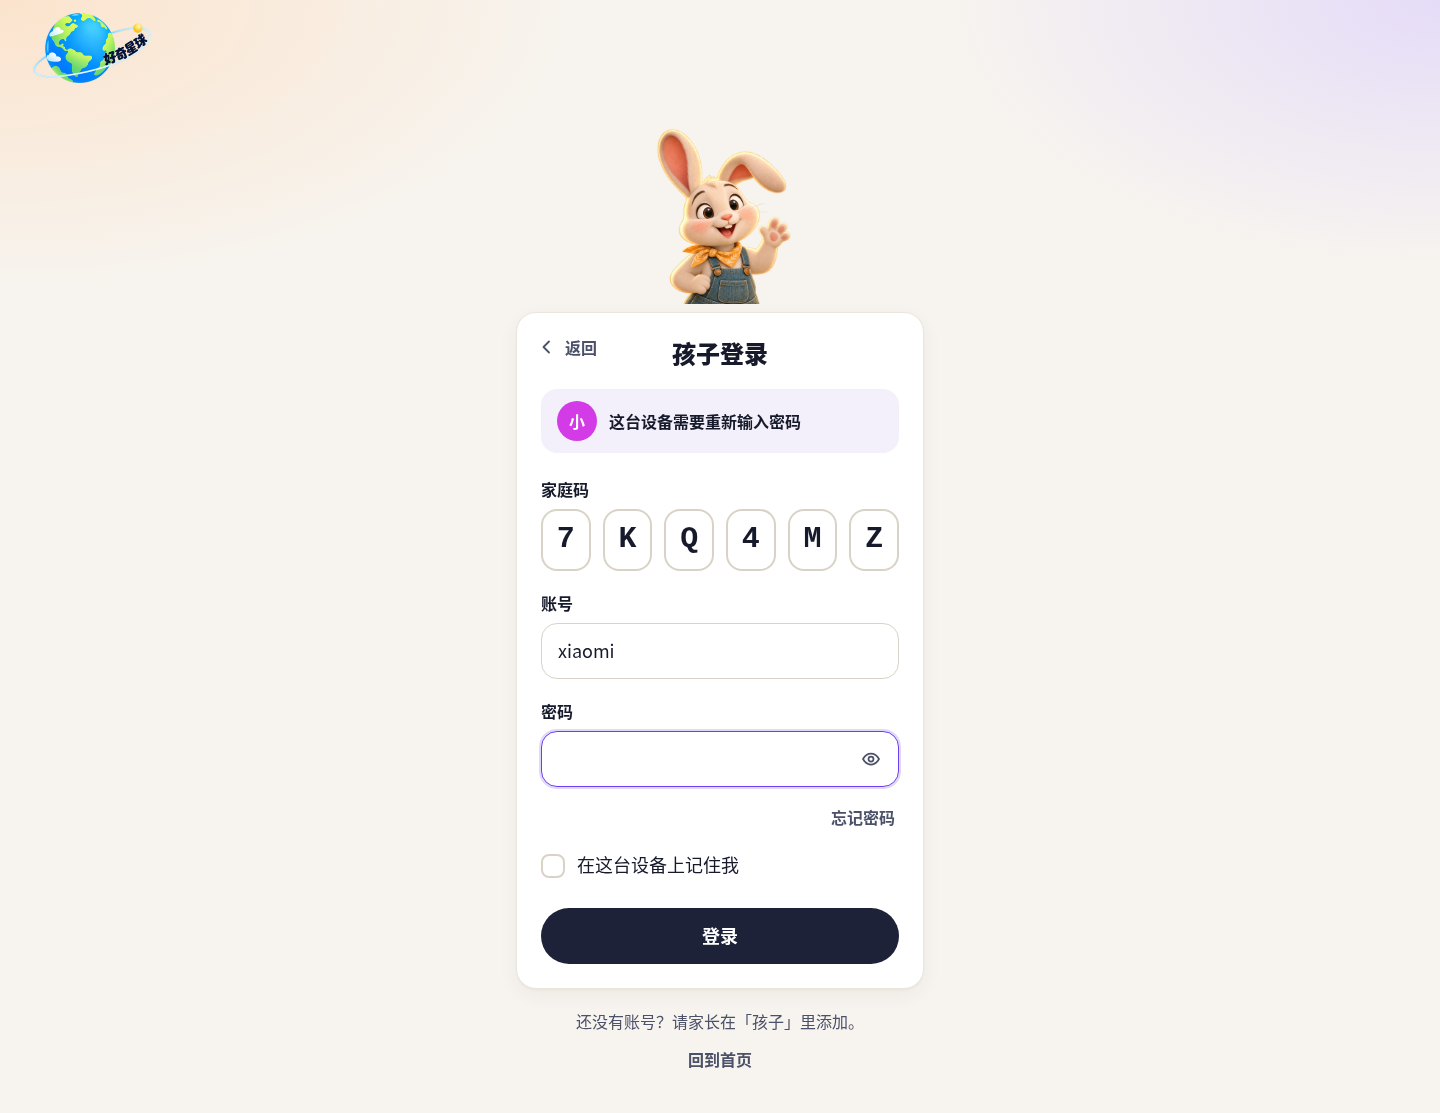 好奇星球
返回
孩子登录
小
这台设备需要重新输入密码
家庭码
7 K Q 4 M Z
账号
xiaomi
密码
忘记密码
在这台设备上记住我
登录
还没有账号？请家长在「孩子」里添加。
回到首页